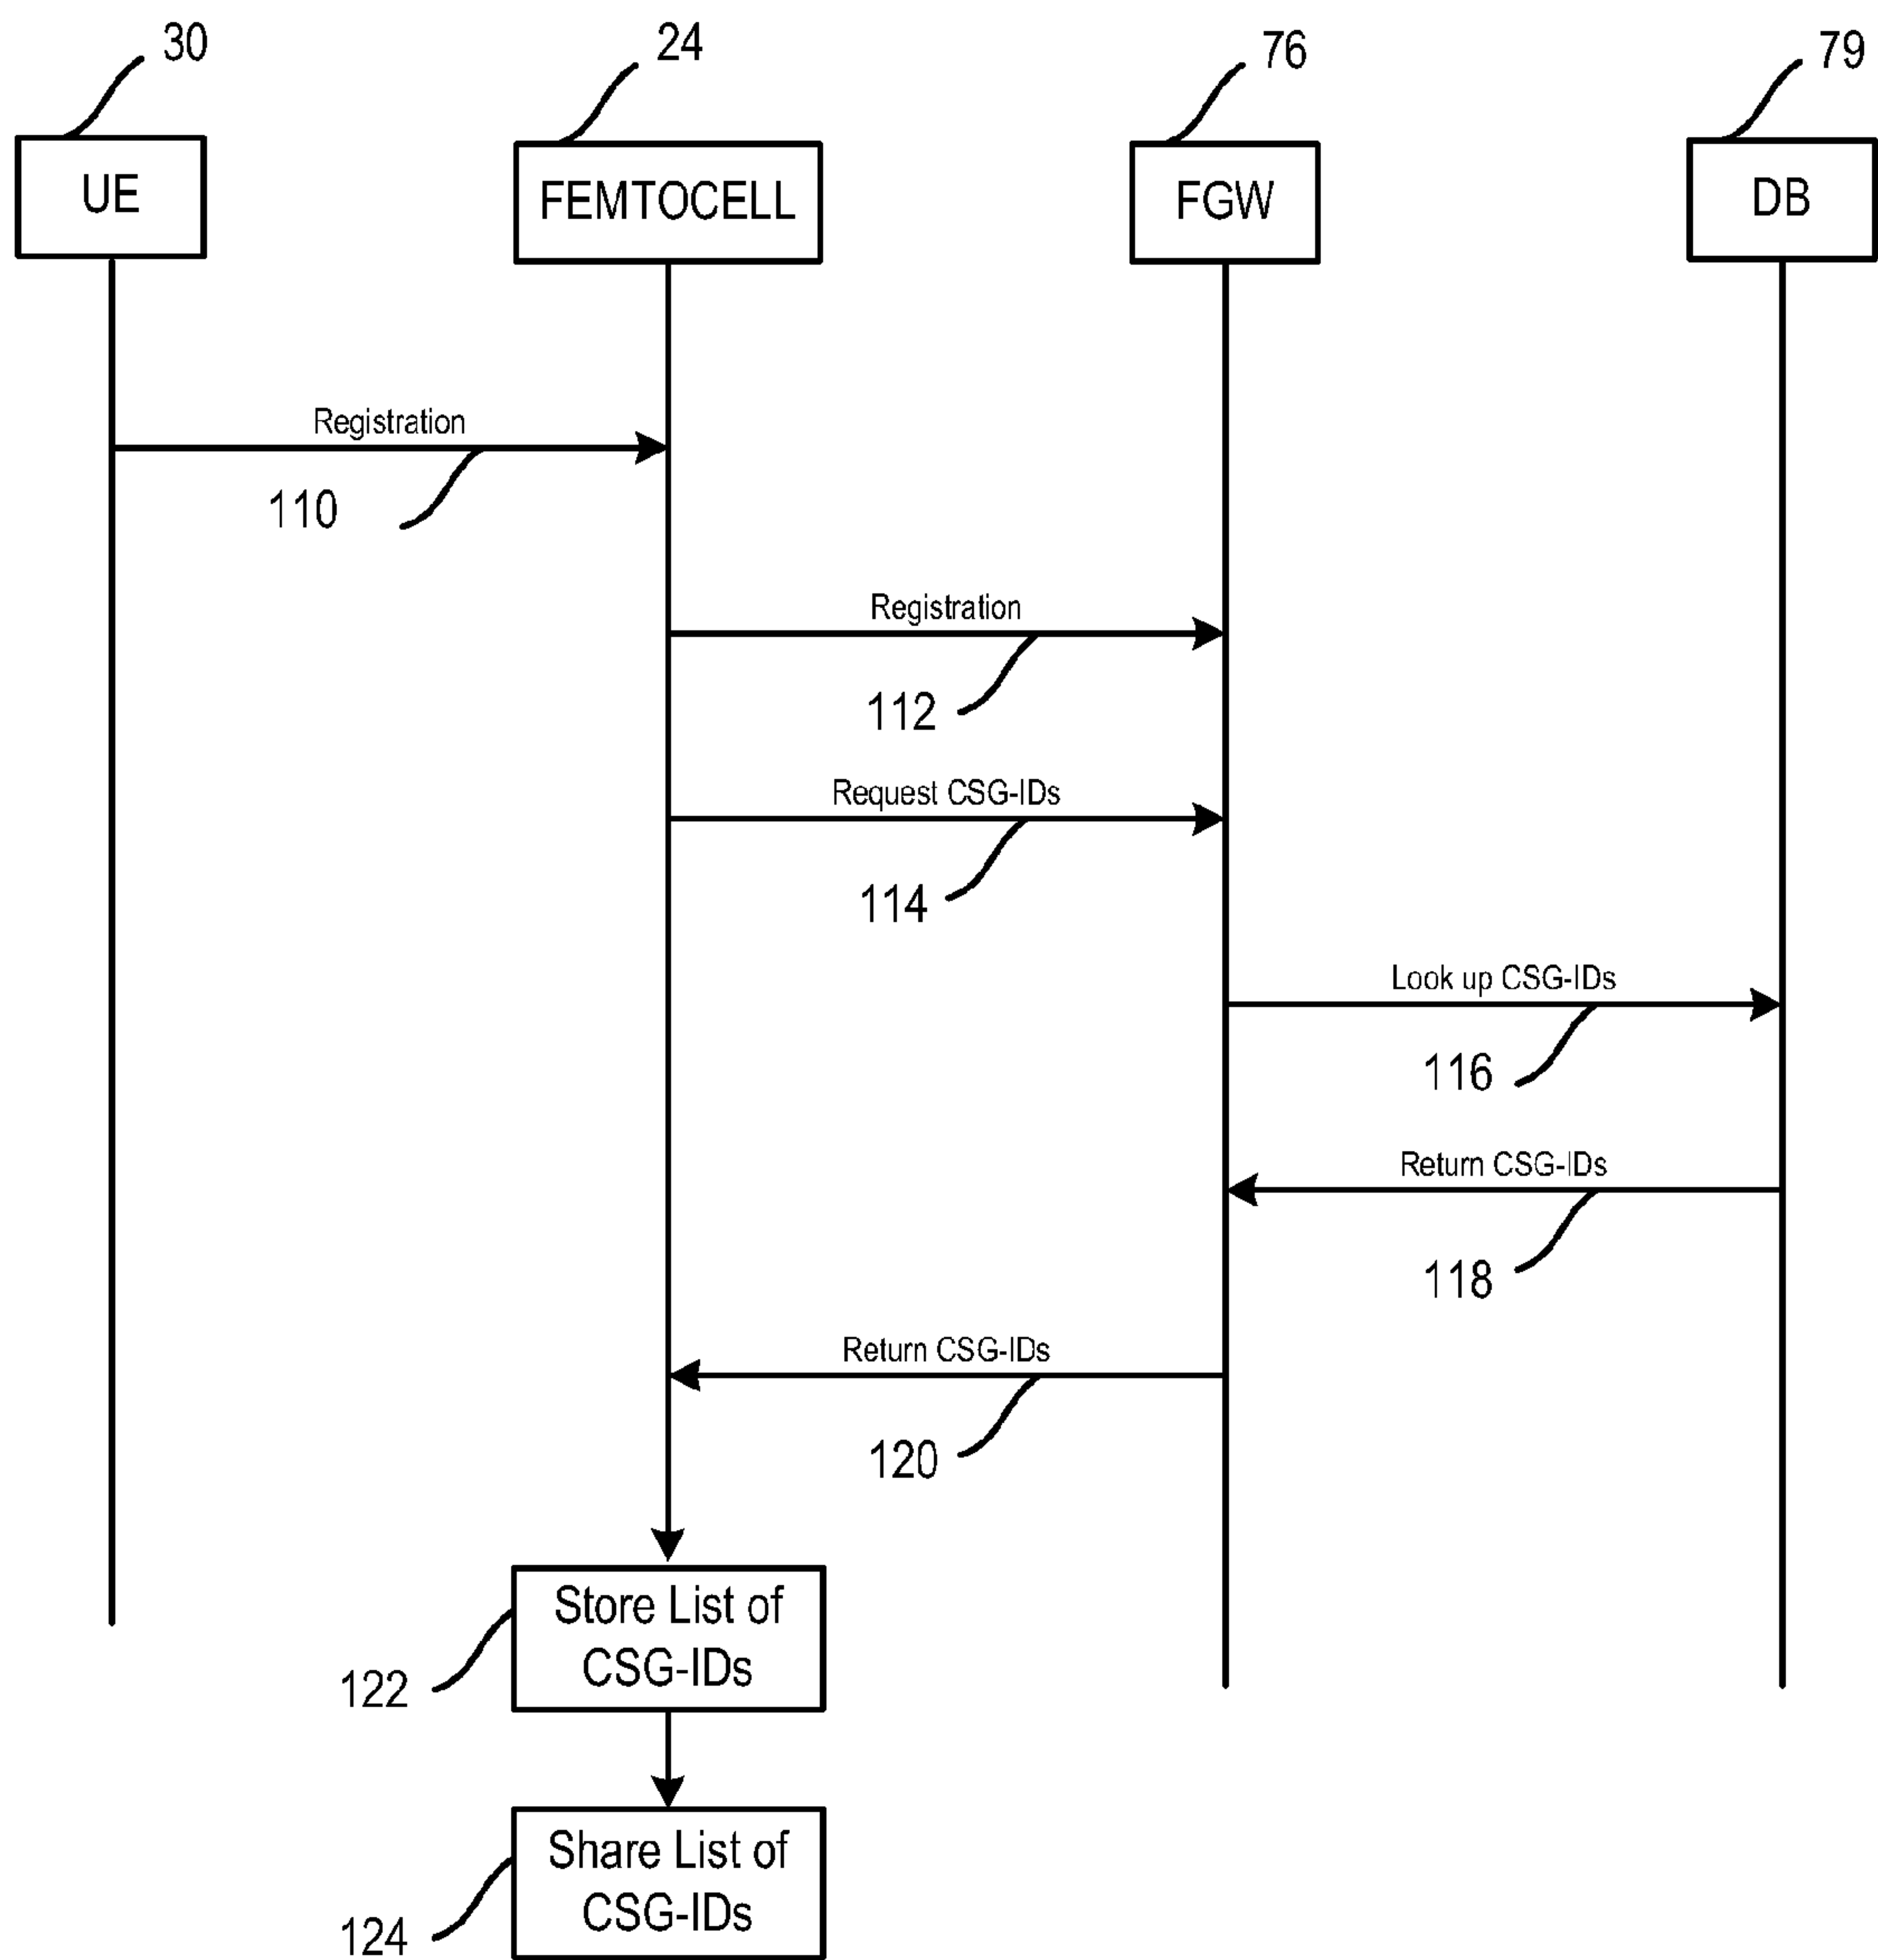 30
24
76
79
UE
FEMTOCELL
FGW
DB
Registration
110
Registration
112
Request CSG-IDs
114
Look up CSG-IDs
116
Return CSG-IDs
118
Return CSG-IDs
120
Store List of
CSG-IDs
122
Share List of
CSG-IDs
124